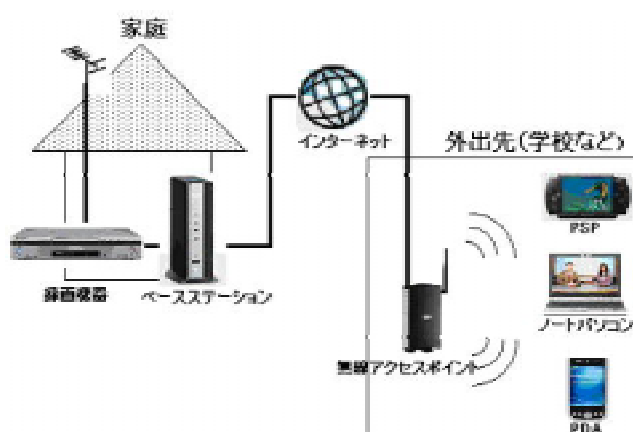 家庭
インターネット
外出先(学校など)
PSP
録画機器
ベースステーション
ノートパソコン
無線アクセスポイント
PDA